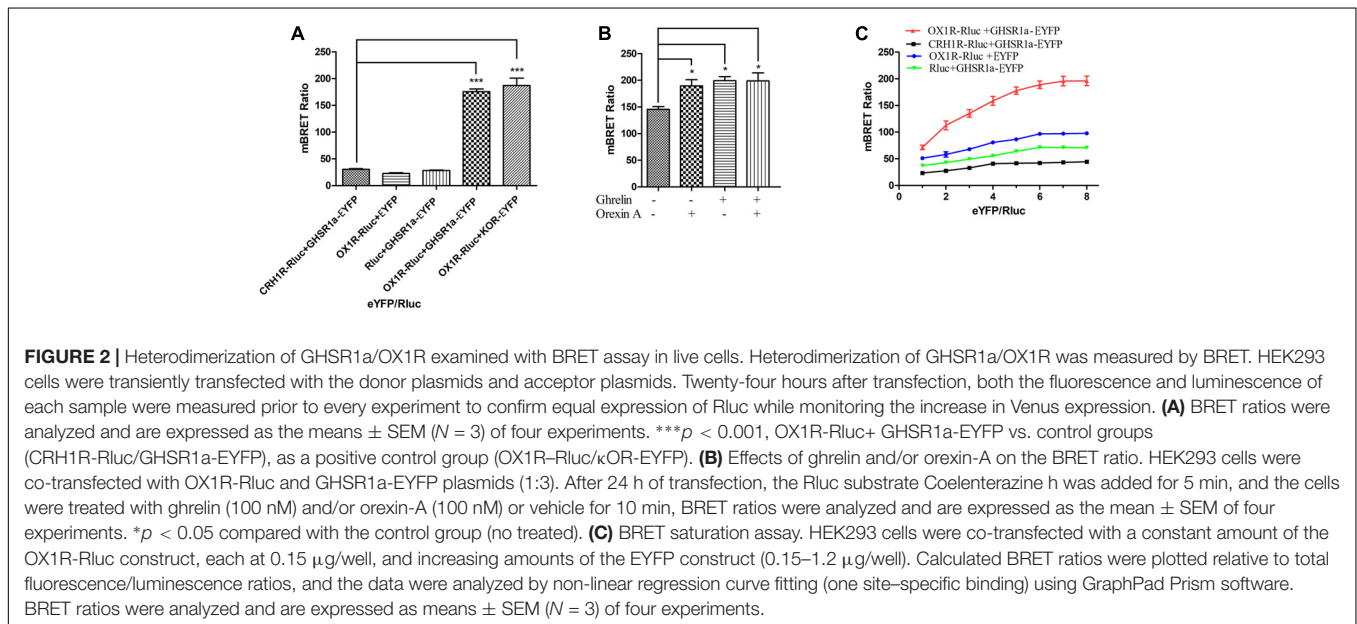 A
mBRET Ratio
250
200
150
100
50
0
***
***
CRH1R-Rluc+GHSR1a-EYFP
OX1R-Rluc+EYFP
Rluc+GHSR1a-EYFP
OX1R-Rluc+GHSR1a-EYFP
OX1R-Rluc+KOR-EYFP
eYFP/Rluc
B
mBRET Ratio
250
200
150
100
50
0
* * *
Ghrelin - - + +
Orexin A - + - +
C
OX1R-Rluc +GHSR1a-EYFP
CRH1R-Rluc+GHSR1a-EYFP
OX1R-Rluc +EYFP
Rluc+GHSR1a-EYFP
mBRET Ratio
250
200
150
100
50
0
0 2 4 6 8
eYFP/Rluc
FIGURE 2 | Heterodimerization of GHSR1a/OX1R examined with BRET assay in live cells. Heterodimerization of GHSR1a/OX1R was measured by BRET. HEK293
cells were transiently transfected with the donor plasmids and acceptor plasmids. Twenty-four hours after transfection, both the fluorescence and luminescence of
each sample were measured prior to every experiment to confirm equal expression of Rluc while monitoring the increase in Venus expression. (A) BRET ratios were
analyzed and are expressed as the means ± SEM (N = 3) of four experiments. ***p < 0.001, OX1R-Rluc+ GHSR1a-EYFP vs. control groups
(CRH1R-Rluc/GHSR1a-EYFP), as a positive control group (OX1R–Rluc/κOR-EYFP). (B) Effects of ghrelin and/or orexin-A on the BRET ratio. HEK293 cells were
co-transfected with OX1R-Rluc and GHSR1a-EYFP plasmids (1:3). After 24 h of transfection, the Rluc substrate Coelenterazine h was added for 5 min, and the cells
were treated with ghrelin (100 nM) and/or orexin-A (100 nM) or vehicle for 10 min, BRET ratios were analyzed and are expressed as the mean ± SEM of four
experiments. *p < 0.05 compared with the control group (no treated). (C) BRET saturation assay. HEK293 cells were co-transfected with a constant amount of the
OX1R-Rluc construct, each at 0.15 μg/well, and increasing amounts of the EYFP construct (0.15–1.2 μg/well). Calculated BRET ratios were plotted relative to total
fluorescence/luminescence ratios, and the data were analyzed by non-linear regression curve fitting (one site–specific binding) using GraphPad Prism software.
BRET ratios were analyzed and are expressed as means ± SEM (N = 3) of four experiments.